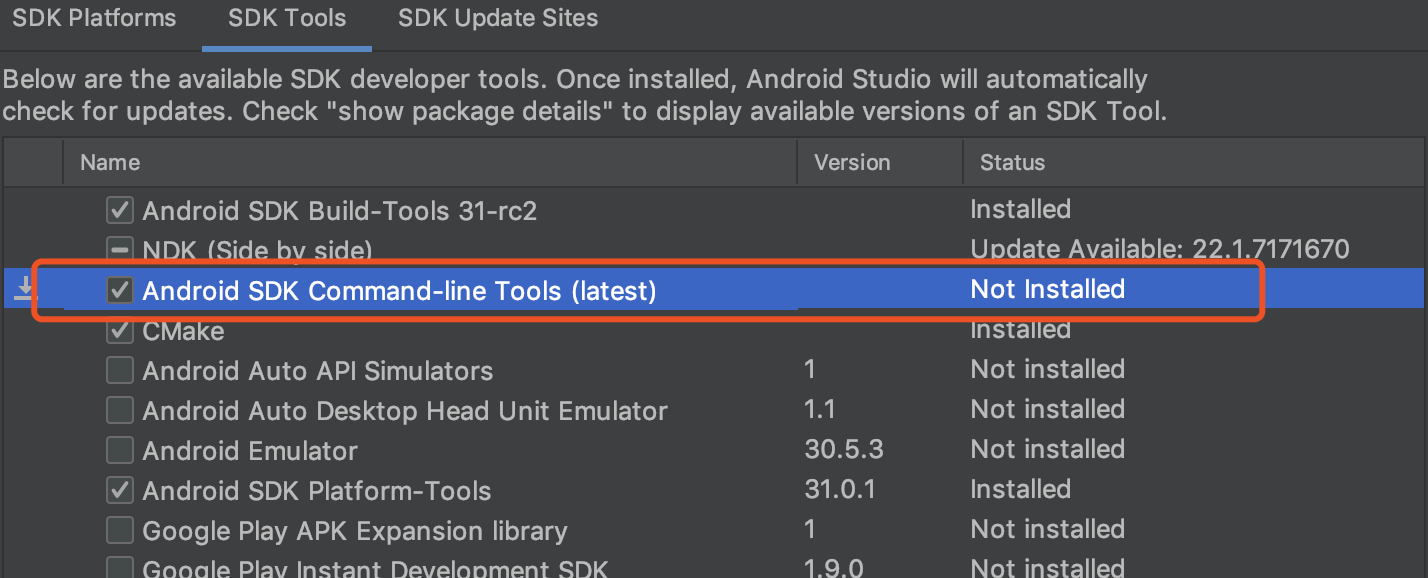 SDK Platforms SDK Tools SDK Update Sites
Below are the available SDK developer tools. Once installed, Android Studio will automatically
check for updates. Check "show package details" to display available versions of an SDK Tool.
Name Version Status
Android SDK Build-Tools 31-rc2 Installed
NDK (Side by side) Update Available: 22.1.7171670
Android SDK Command-line Tools (latest) Not Installed
CMake Installed
Android Auto API Simulators 1 Not installed
Android Auto Desktop Head Unit Emulator 1.1 Not installed
Android Emulator 30.5.3 Not installed
Android SDK Platform-Tools 31.0.1 Installed
Google Play APK Expansion library 1 Not installed
Google Play Instant Development SDK 1.9.0 Not installed